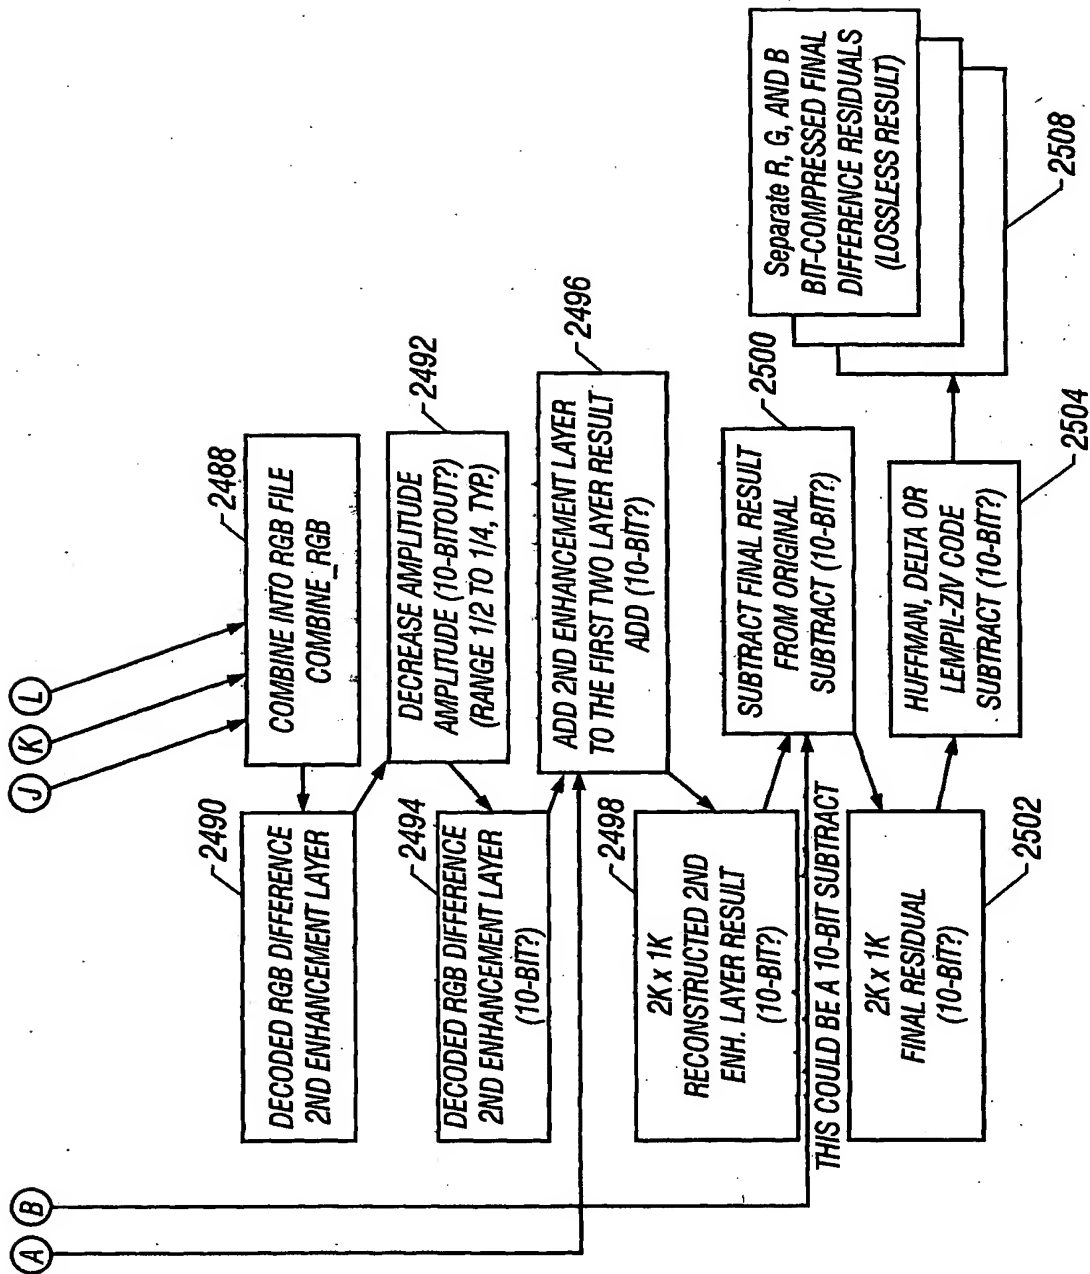 A
B
J
K
L
2488
COMBINE INTO RGB FILE
COMBINE_RGB
2490
DECODED RGB DIFFERENCE
2ND ENHANCEMENT LAYER
2492
DECREASE AMPLITUDE
AMPLITUDE (10-BITOUT?)
(RANGE 1/2 TO 1/4, TYP.)
2494
DECODED RGB DIFFERENCE
2ND ENHANCEMENT LAYER
(10-BIT?)
2496
ADD 2ND ENHANCEMENT LAYER
TO THE FIRST TWO LAYER RESULT
ADD (10-BIT?)
2498
2K x 1K
RECONSTRUCTED 2ND
ENH. LAYER RESULT
(10-BIT?)
2500
SUBTRACT FINAL RESULT
FROM ORIGINAL
SUBTRACT (10-BIT?)
THIS COULD BE A 10-BIT SUBTRACT
2K x 1K
FINAL RESIDUAL
(10-BIT?)
2502
HUFFMAN, DELTA OR
LEMPIL-ZIV CODE
SUBTRACT (10-BIT?)
2504
Separate R, G, AND B
BIT-COMPRESSED FINAL
DIFFERENCE RESIDUALS
(LOSSLESS RESULT)
2508